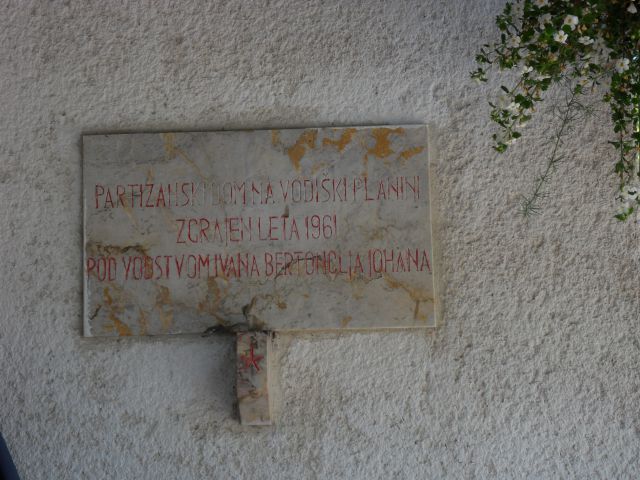 PARTIZANSKI DOM NA VODIŠKI PLANINI
ZGRAJEN LETA 1961
POD VODSTVOM IVANA BERTONCLJA JOHANA